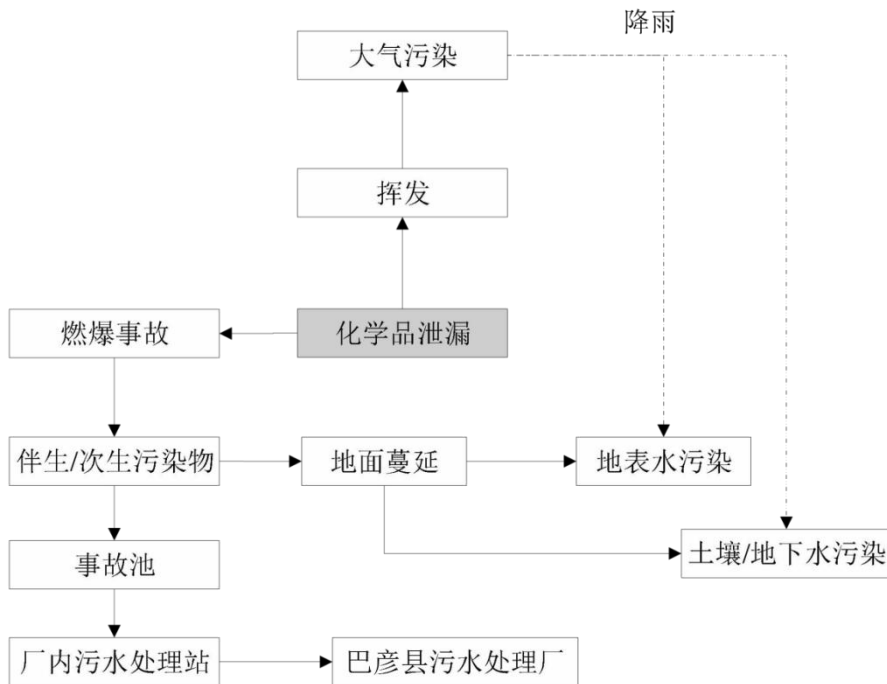 降雨
大气污染
挥发
燃爆事故
化学品泄漏
伴生/次生污染物
地面蔓延
地表水污染
事故池
土壤/地下水污染
厂内污水处理站
巴彦县污水处理厂